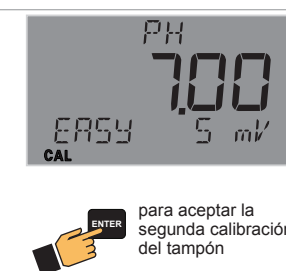 PH
7.00
EASY 5 mV
CAL
ENTER
para aceptar la
segunda calibración
del tampón